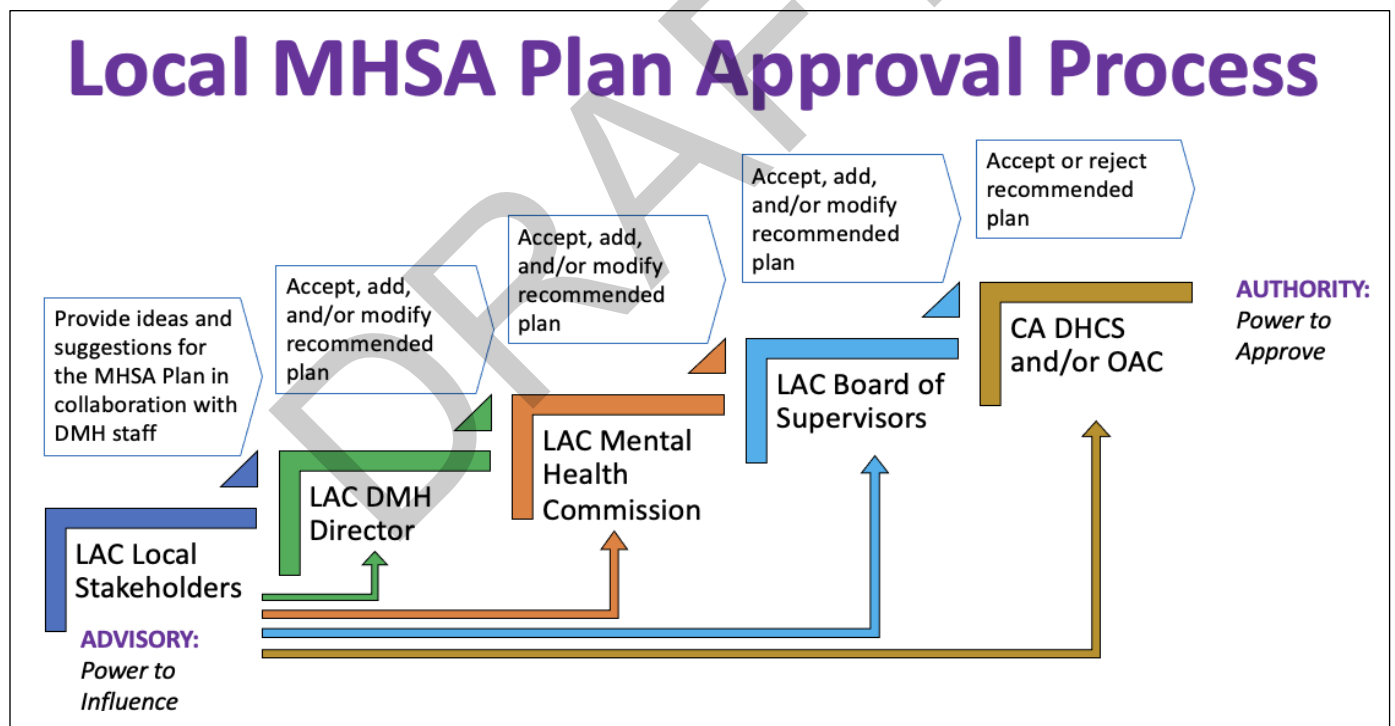 Local MHSA Plan Approval Process
Provide ideas and
suggestions for
the MHSA Plan in
collaboration with
DMH staff
Accept, add,
and/or modify
recommended
plan
Accept, add,
and/or modify
recommended
plan
Accept, add,
and/or modify
recommended
plan
Accept or reject
recommended
plan
LAC Local
Stakeholders
LAC DMH
Director
LAC Mental
Health
Commission
LAC Board of
Supervisors
CA DHCS
and/or OAC
AUTHORITY:
Power to
Approve
ADVISORY:
Power to
Influence
DRAF